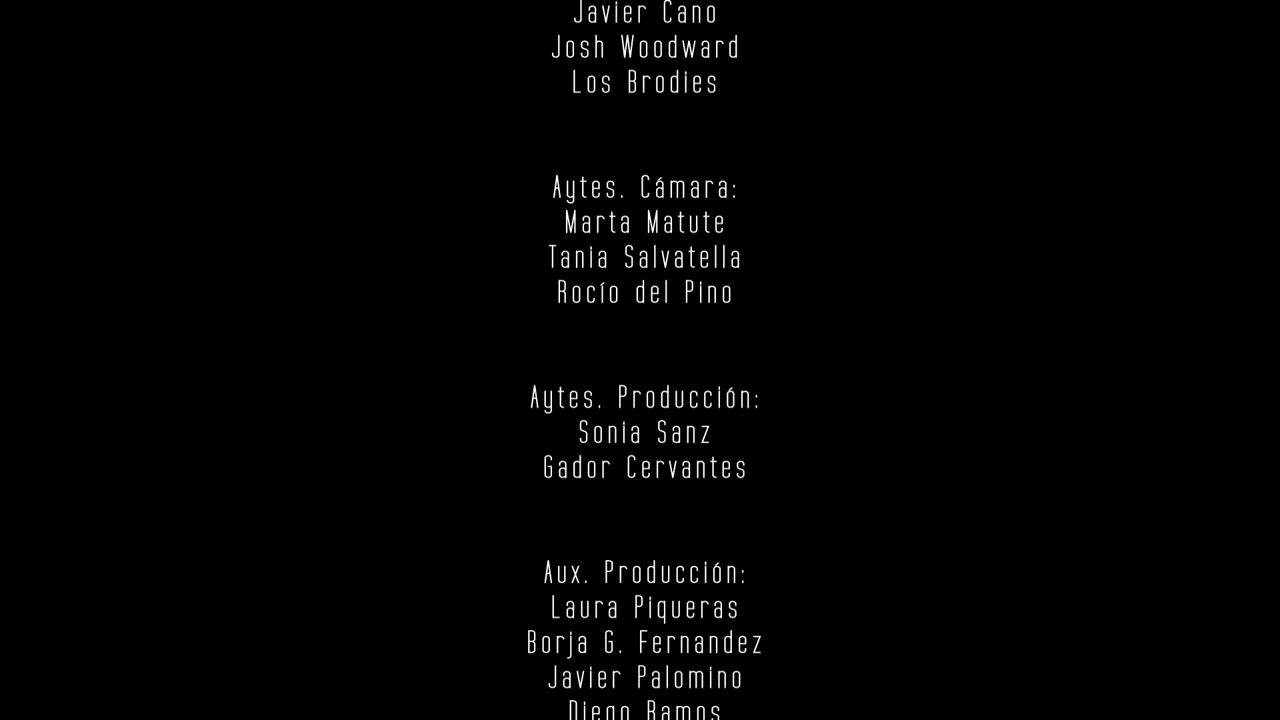 Javier Cano
Josh Woodward
Los Brodies
Aytes. Cámara:
Marta Matute
Tania Salvatella
Rocío del Pino
Aytes. Producción:
Sonia Sanz
Gador Cervantes
Aux. Producción:
Laura Piqueras
Borja G. Fernandez
Javier Palomino
Diego Ramos